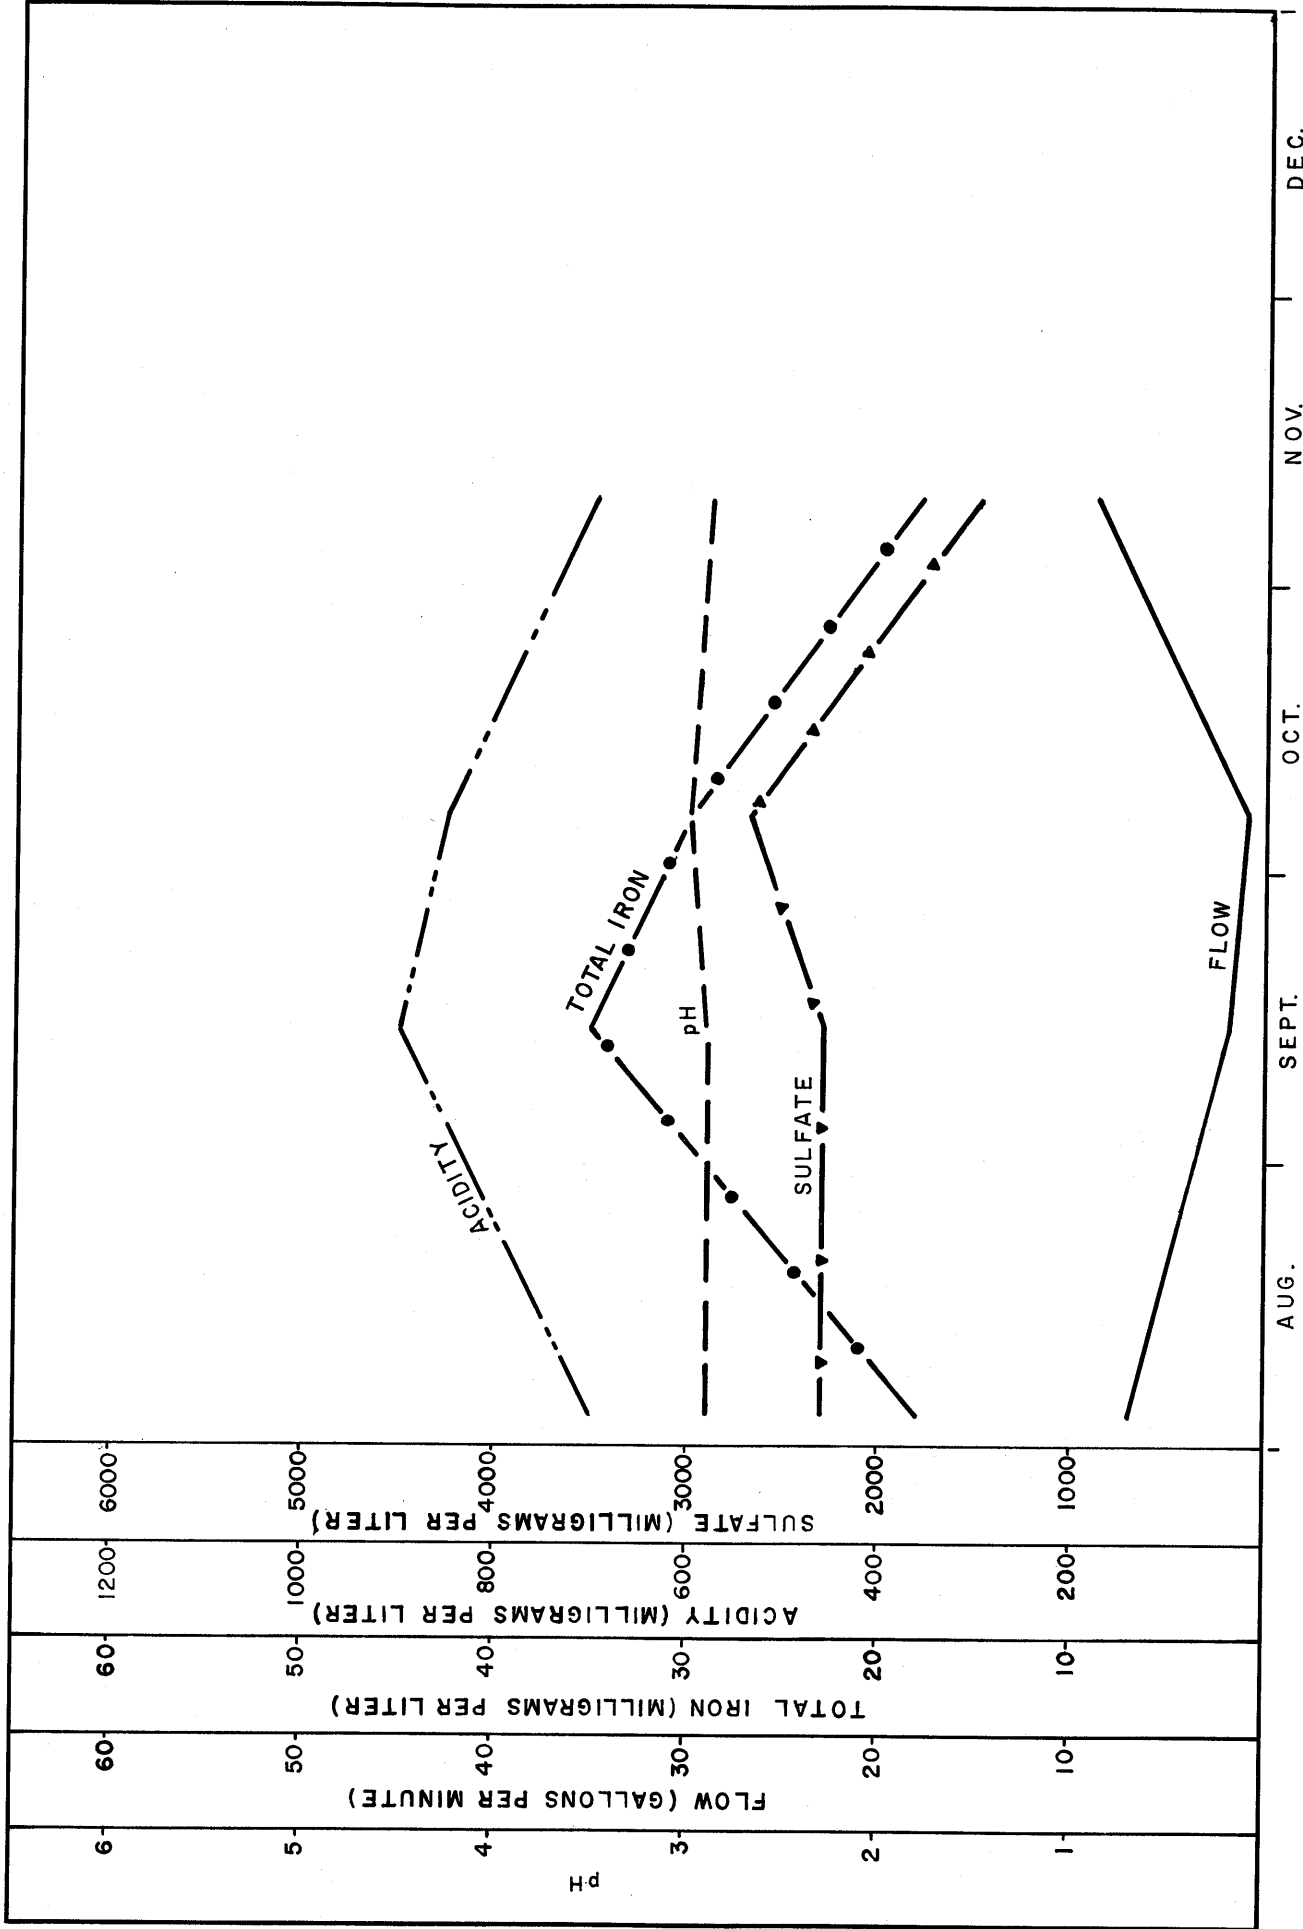 pH
6
5
4
3
2
1
FLOW (GALLONS PER MINUTE)
60
50
40
30
20
10
TOTAL IRON (MILLIGRAMS PER LITER)
60
50
40
30
20
10
ACIDITY (MILLIGRAMS PER LITER)
1200
1000
800
600
400
200
SULFATE (MILLIGRAMS PER LITER)
6000
5000
4000
3000
2000
1000
ACIDITY
TOTAL IRON
pH
SULFATE
FLOW
AUG. SEPT. OCT. NOV. DEC.